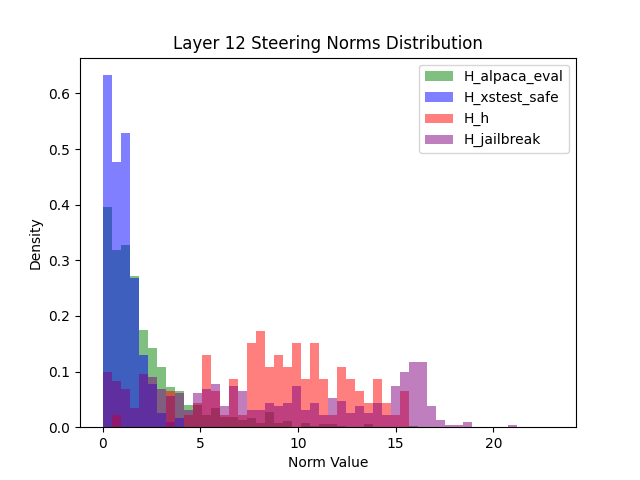 Layer 12 Steering Norms Distribution
H_alpaca_eval
H_xstest_safe
H_h
H_jailbreak
Density
0.6
0.5
0.4
0.3
0.2
0.1
0.0
0 5 10 15 20
Norm Value